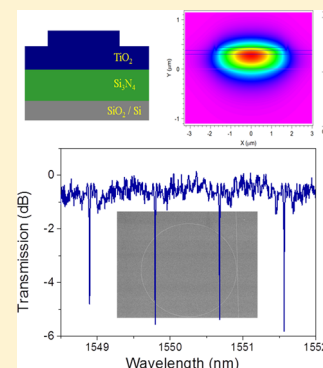 TiO₂
Si₃N₄
SiO₂ / Si
Y (μm)
1
0
-1
-3
-2
-1
0
1
2
3
X (μm)
Transmission (dB)
0
-2
-4
-6
1549
1550
1551
1552
Wavelength (nm)